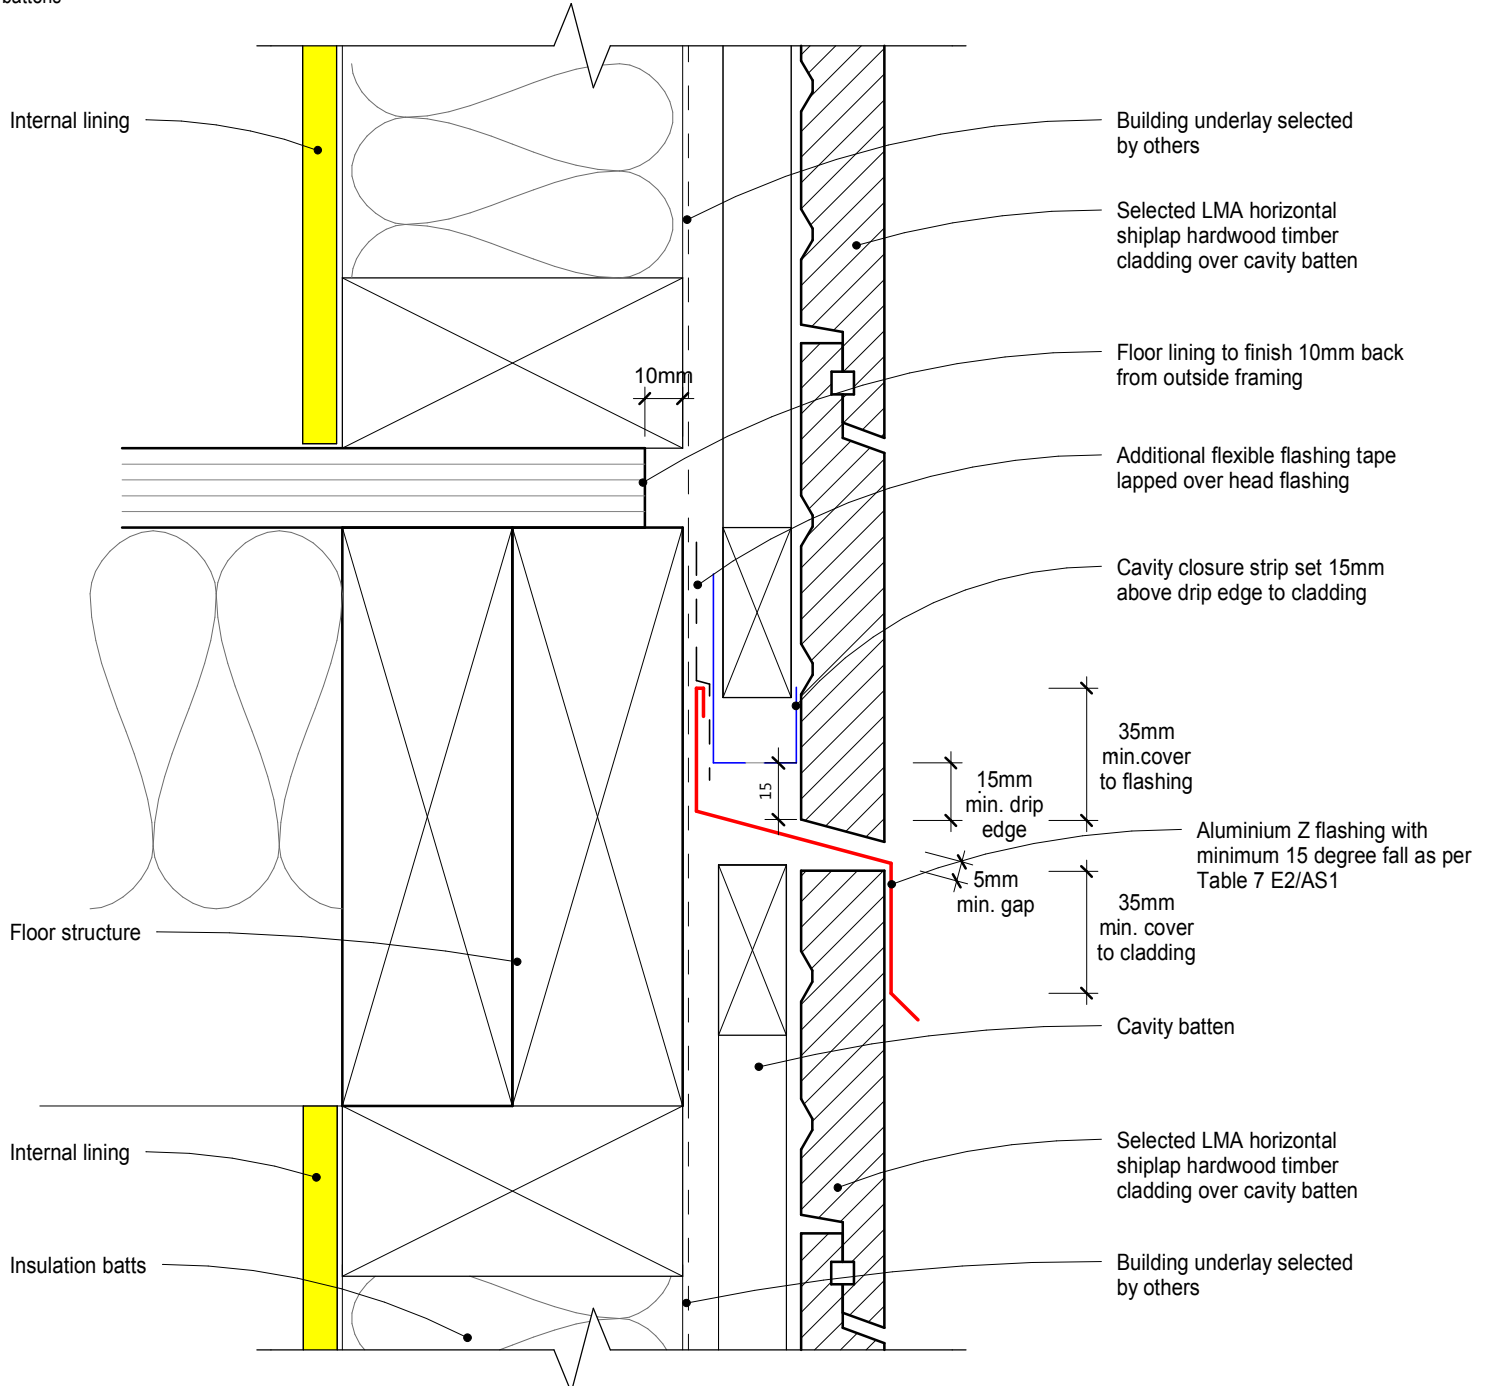 battens
Internal lining
Building underlay selected
by others
Selected LMA horizontal
shiplap hardwood timber
cladding over cavity batten
10mm
Floor lining to finish 10mm back
from outside framing
Additional flexible flashing tape
lapped over head flashing
Cavity closure strip set 15mm
above drip edge to cladding
35mm
min.cover
to flashing
15
15mm
min. drip
edge
Aluminium Z flashing with
minimum 15 degree fall as per
Table 7 E2/AS1
5mm
min. gap
35mm
min. cover
to cladding
Floor structure
Cavity batten
Internal lining
Selected LMA horizontal
shiplap hardwood timber
cladding over cavity batten
Insulation batts
Building underlay selected
by others